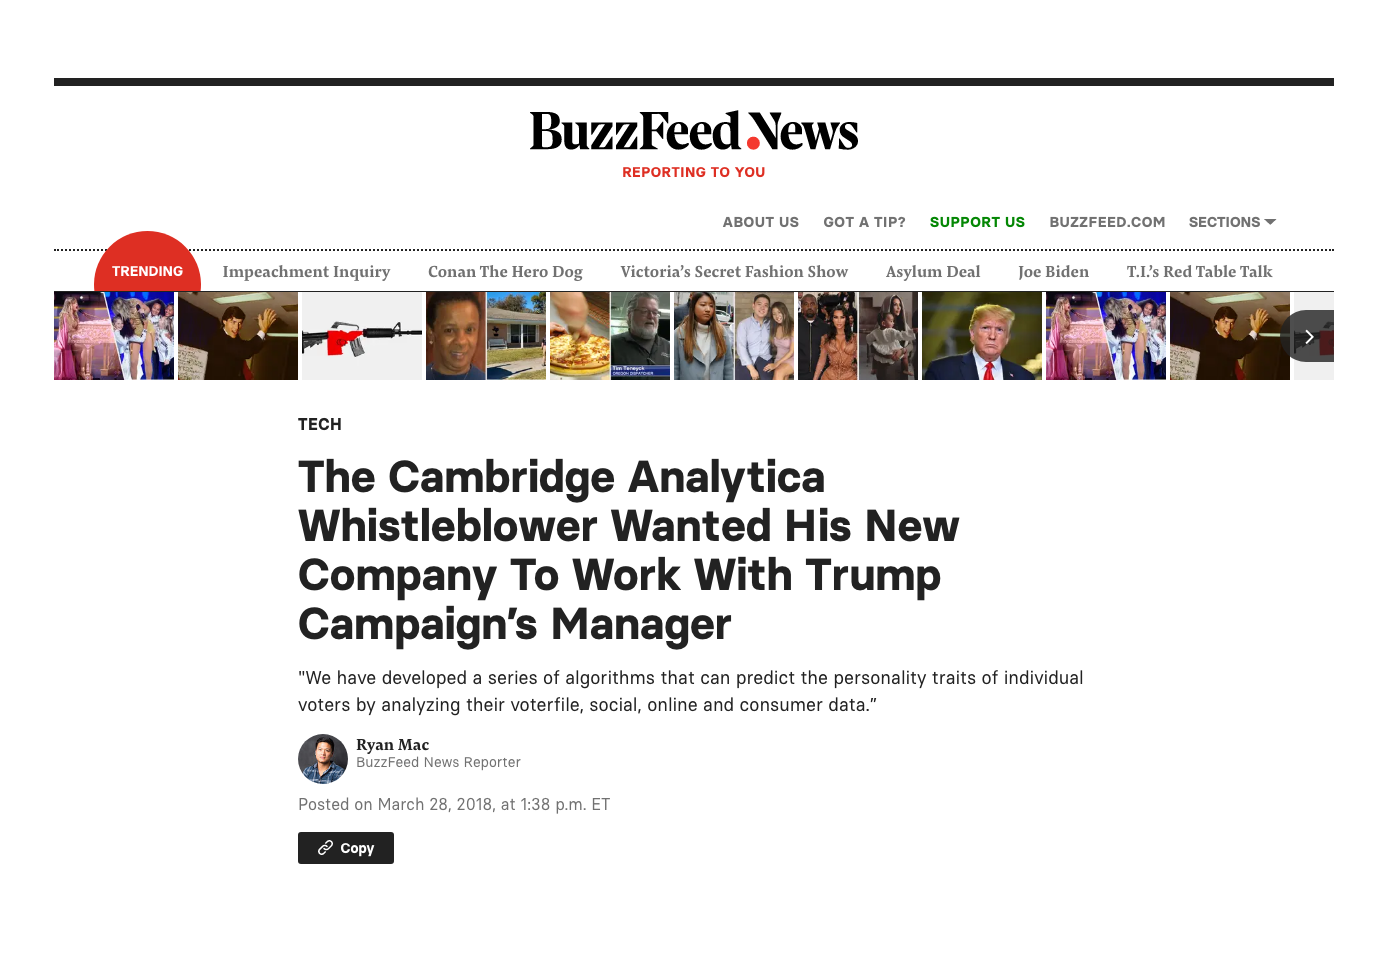 BuzzFeed News
REPORTING TO YOU
ABOUT US GOT A TIP? SUPPORT US BUZZFEED.COM SECTIONS
TRENDING Impeachment Inquiry Conan The Hero Dog Victoria’s Secret Fashion Show Asylum Deal Joe Biden T.I.’s Red Table Talk
Tim Teneyck
OREGON DISPATCHER
TECH
The Cambridge Analytica
Whistleblower Wanted His New
Company To Work With Trump
Campaign’s Manager
"We have developed a series of algorithms that can predict the personality traits of individual
voters by analyzing their voterfile, social, online and consumer data.”
Ryan Mac
BuzzFeed News Reporter
Posted on March 28, 2018, at 1:38 p.m. ET
Copy